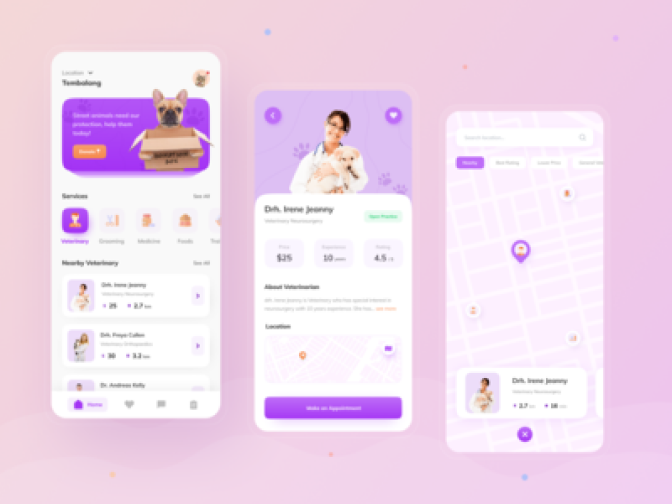 Location
Tembalang
Street animals need our
protection, help them
today!
Donate
Services
See All
Veterinary
Grooming
Medicine
Foods
Nearby Veterinary
See All
Drh. Irene Jeanny
Veterinary Neurosurgery
25
2.7 km
Drh. Freya Cullen
Veterinary Orthopedics
30
3.2 km
Dr. Andreas Kelly
Home
Drh. Irene Jeanny
Veterinary Neurosurgery
Open Practice
Price
$25
Experience
10 years
Rating
4.5 /5
About Veterinarian
drh. Irene Jeanny is Veterinary who has special interest in
neurosurgery with 10 years experience. She has... see more
Location
Make an Appointment
Search location...
Nearby
Best Rating
Lower Price
Drh. Irene Jeanny
Veterinary Neurosurgery
2.7 km